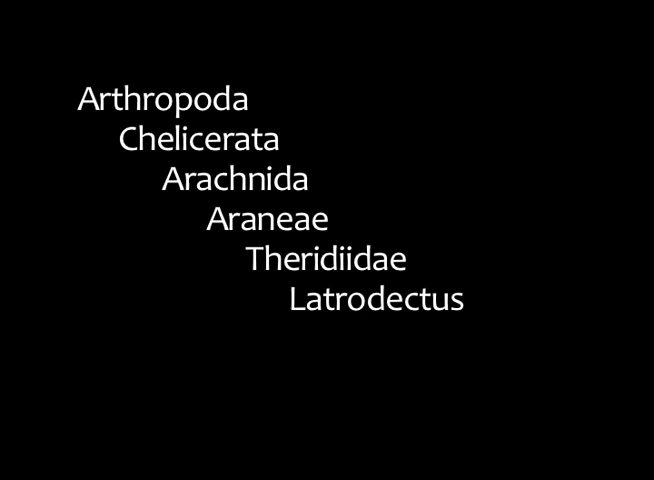 Arthropoda
Chelicerata
Arachnida
Araneae
Theridiidae
Latrodectus